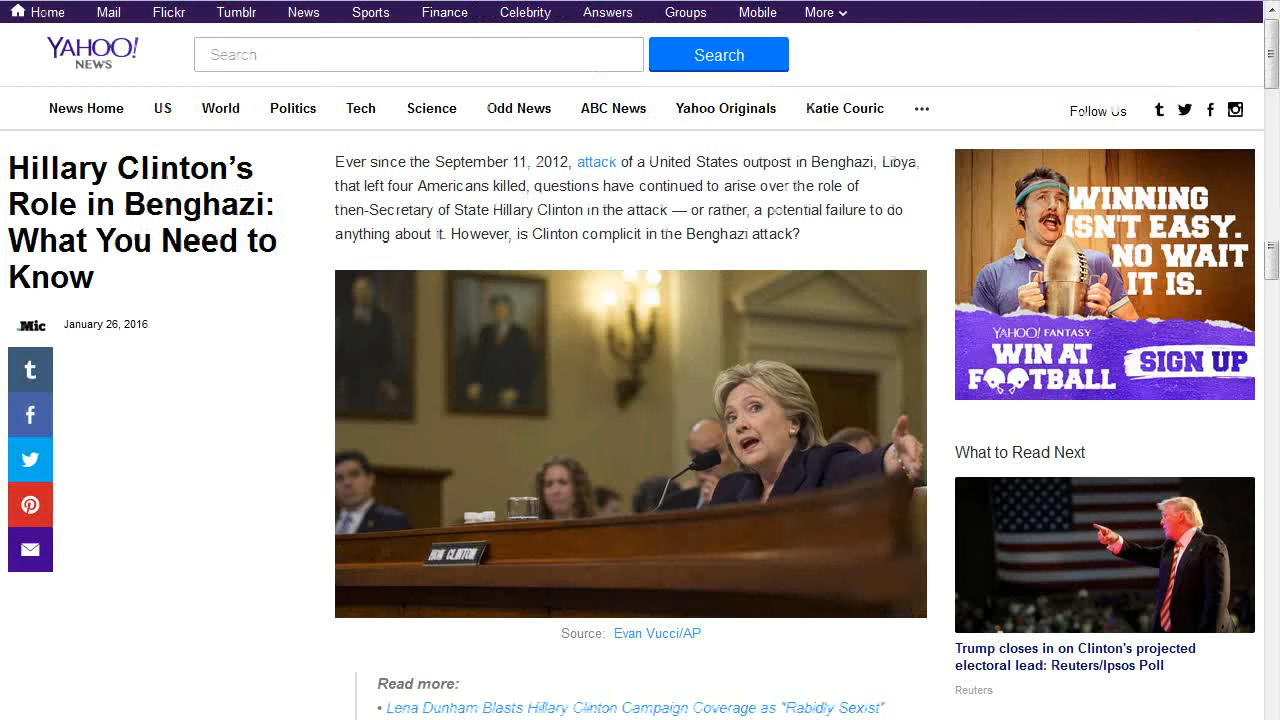 Home Mail Flickr Tumblr News Sports Finance Celebrity Answers Groups Mobile More
YAHOO!
NEWS
Search
Search
News Home US World Politics Tech Science Odd News ABC News Yahoo Originals Katie Couric •••
Follow Us
Hillary Clinton’s
Role in Benghazi:
What You Need to
Know
.Mic
January 26, 2016
Ever since the September 11, 2012, attack of a United States outpost in Benghazi, Libya,
that left four Americans killed, questions have continued to arise over the role of
then-Secretary of State Hillary Clinton in the attack — or rather, a potential failure to do
anything about it. However, is Clinton complicit in the Benghazi attack?
HON. CLINTON
Source: Evan Vucci/AP
Read more:
• Lena Dunham Blasts Hillary Clinton Campaign Coverage as "Rabidly Sexist"
WINNING
ISN'T EASY.
NO WAIT
IT IS.
YAHOO! FANTASY
WIN AT
FOOTBALL
SIGN UP
What to Read Next
Trump closes in on Clinton's projected
electoral lead: Reuters/Ipsos Poll
Reuters